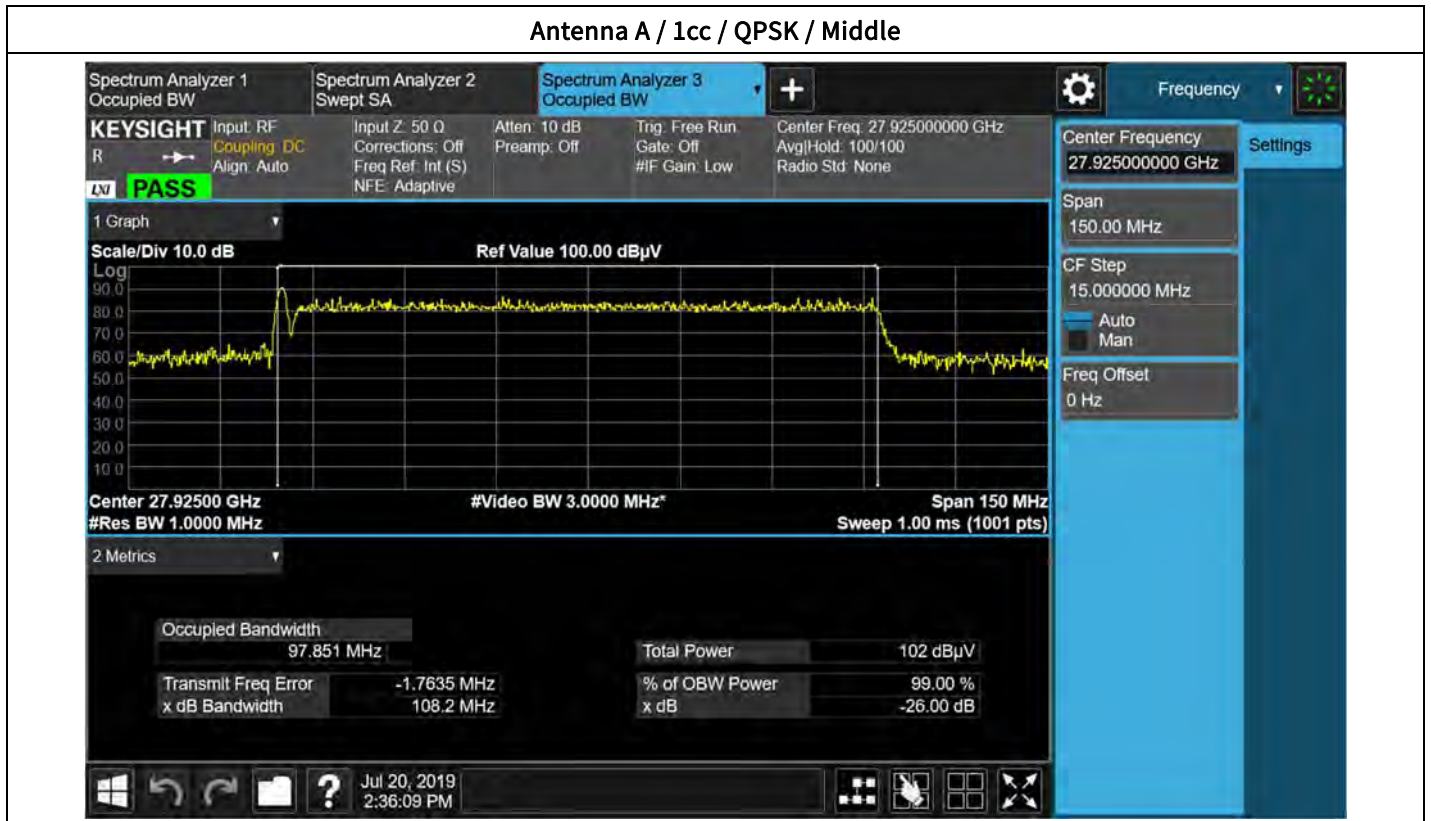 Antenna A / 1cc / QPSK / Middle
Spectrum Analyzer 1
Occupied BW
Spectrum Analyzer 2
Swept SA
Spectrum Analyzer 3
Occupied BW
Frequency
KEYSIGHT
R
LXI
PASS
Input: RF
Coupling: DC
Align: Auto
Input Z: 50 Ω
Corrections: Off
Freq Ref: Int (S)
NFE: Adaptive
Atten: 10 dB
Preamp: Off
Trig: Free Run
Gate: Off
#IF Gain: Low
Center Freq: 27.925000000 GHz
Avg|Hold: 100/100
Radio Std: None
Center Frequency
27.925000000 GHz
Settings
Span
150.00 MHz
CF Step
15.000000 MHz
Auto
Man
Freq Offset
0 Hz
1 Graph
Scale/Div 10.0 dB
Ref Value 100.00 dBµV
Log
90.0
80.0
70.0
60.0
50.0
40.0
30.0
20.0
10.0
Center 27.92500 GHz
#Video BW 3.0000 MHz*
Span 150 MHz
#Res BW 1.0000 MHz
Sweep 1.00 ms (1001 pts)
2 Metrics
Occupied Bandwidth
97.851 MHz
Total Power 102 dBµV
Transmit Freq Error -1.7635 MHz
% of OBW Power 99.00 %
x dB Bandwidth 108.2 MHz
x dB -26.00 dB
?
Jul 20, 2019
2:36:09 PM